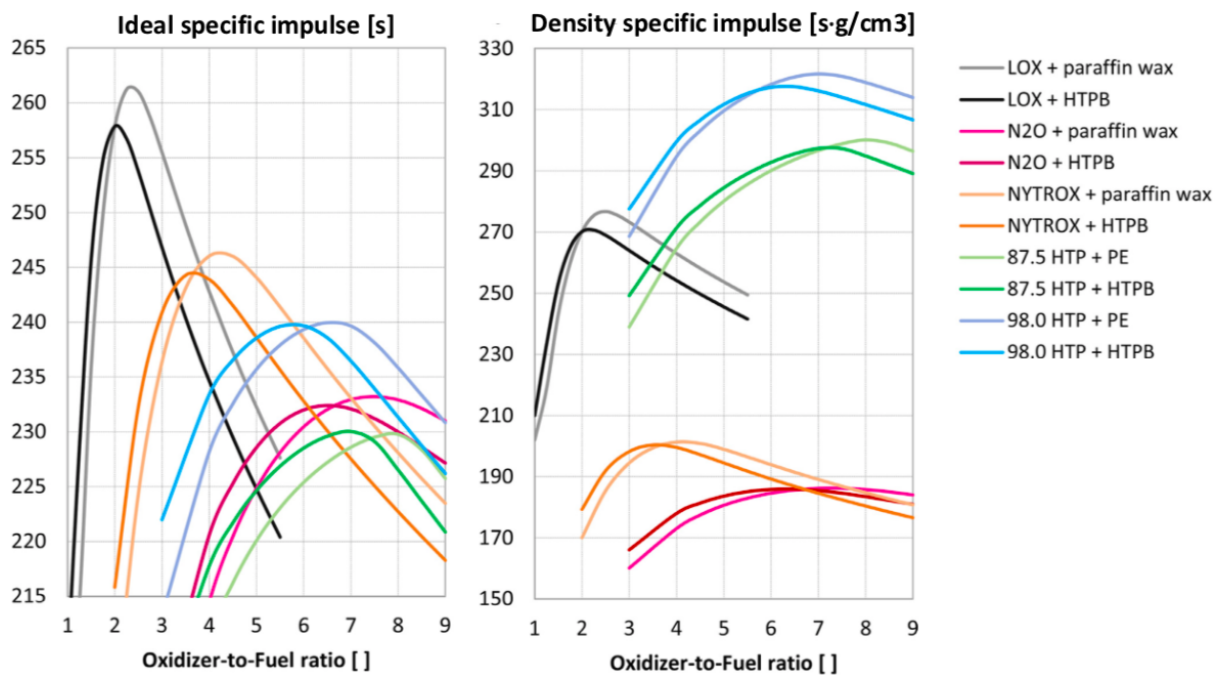 Ideal specific impulse [s]
265
260
255
250
245
240
235
230
225
220
215
1 2 3 4 5 6 7 8 9
Oxidizer-to-Fuel ratio [ ]
Density specific impulse [s·g/cm3]
330
310
290
270
250
230
210
190
170
150
1 2 3 4 5 6 7 8 9
Oxidizer-to-Fuel ratio [ ]
LOX + paraffin wax
LOX + HTPB
N2O + paraffin wax
N2O + HTPB
NYTROX + paraffin wax
NYTROX + HTPB
87.5 HTP + PE
87.5 HTP + HTPB
98.0 HTP + PE
98.0 HTP + HTPB